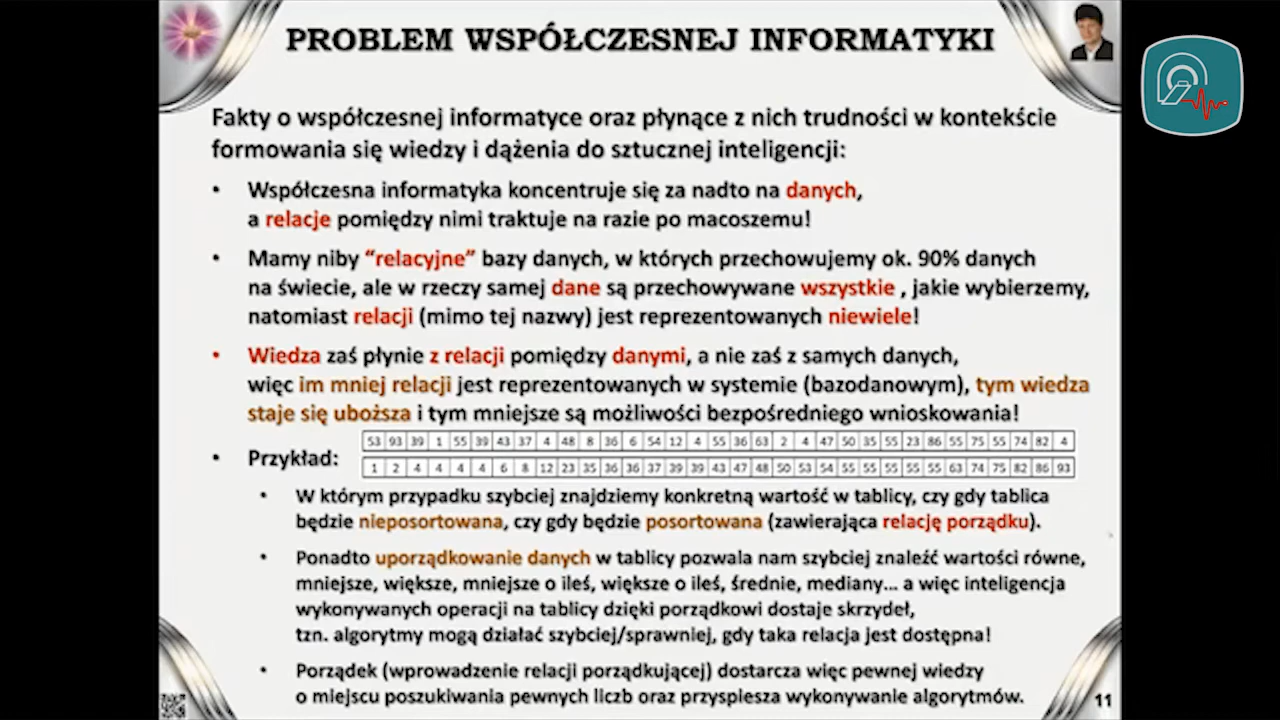 PROBLEM WSPÓŁCZESNEJ INFORMATYKI
Fakty o współczesnej informatyce oraz płynące z nich trudności w kontekście
formowania się wiedzy i dążenia do sztucznej inteligencji:
• Współczesna informatyka koncentruje się za nadto na danych,
a relacje pomiędzy nimi traktuje na razie po macoszemu!
• Mamy niby “relacyjne” bazy danych, w których przechowujemy ok. 90% danych
na świecie, ale w rzeczy samej dane są przechowywane wszystkie , jakie wybierzemy,
natomiast relacji (mimo tej nazwy) jest reprezentowanych niewiele!
• Wiedza zaś płynie z relacji pomiędzy danymi, a nie zaś z samych danych,
więc im mniej relacji jest reprezentowanych w systemie (bazodanowym), tym wiedza
staje się uboższa i tym mniejsze są możliwości bezpośredniego wnioskowania!
• Przykład:
53 93 39 1 55 39 43 37 4 48 8 36 6 54 12 4 55 36 63 2 4 47 50 35 55 23 86 55 75 55 74 82 4
1 2 4 4 4 4 6 8 12 23 35 36 36 37 39 39 43 47 48 50 53 54 55 55 55 55 55 63 74 75 82 86 93
• W którym przypadku szybciej znajdziemy konkretną wartość w tablicy, czy gdy tablica
będzie nieposortowana, czy gdy będzie posortowana (zawierająca relację porządku).
• Ponadto uporządkowanie danych w tablicy pozwala nam szybciej znaleźć wartości równe,
mniejsze, większe, mniejsze o ileś, większe o ileś, średnie, mediany... a więc inteligencja
wykonywanych operacji na tablicy dzięki porządkowi dostaje skrzydeł,
tzn. algorytmy mogą działać szybciej/sprawniej, gdy taka relacja jest dostępna!
• Porządek (wprowadzenie relacji porządkującej) dostarcza więc pewnej wiedzy
o miejscu poszukiwania pewnych liczb oraz przyspiesza wykonywanie algorytmów.
11